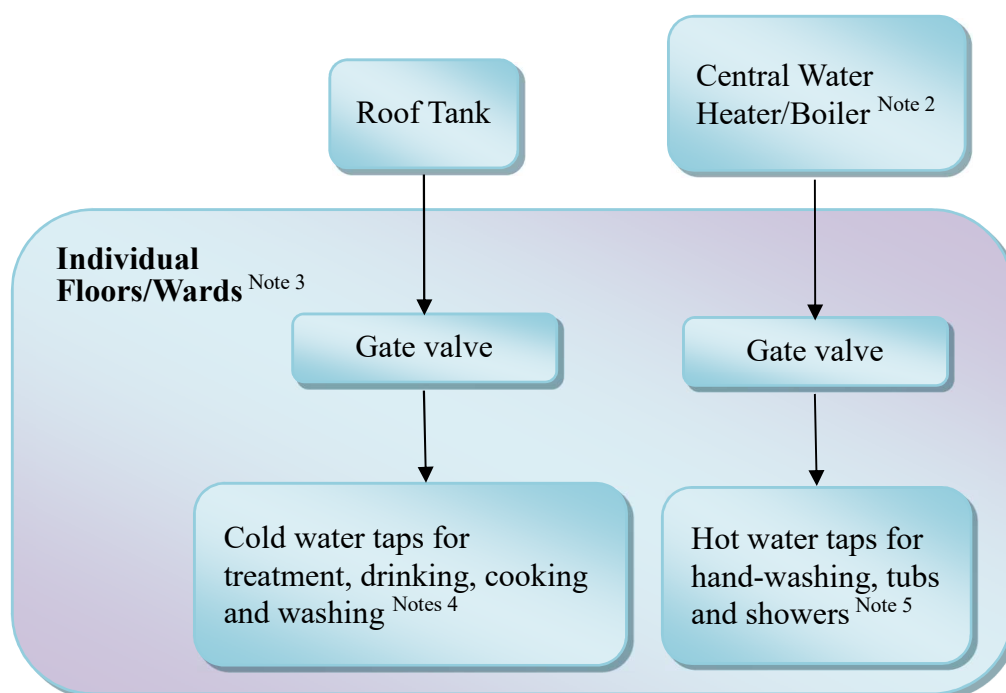 Roof Tank
Central Water
Heater/Boiler Note 2
Individual
Floors/Wards Note 3
Gate valve
Gate valve
Cold water taps for
treatment, drinking, cooking
and washing Notes 4
Hot water taps for
hand-washing, tubs
and showers Note 5